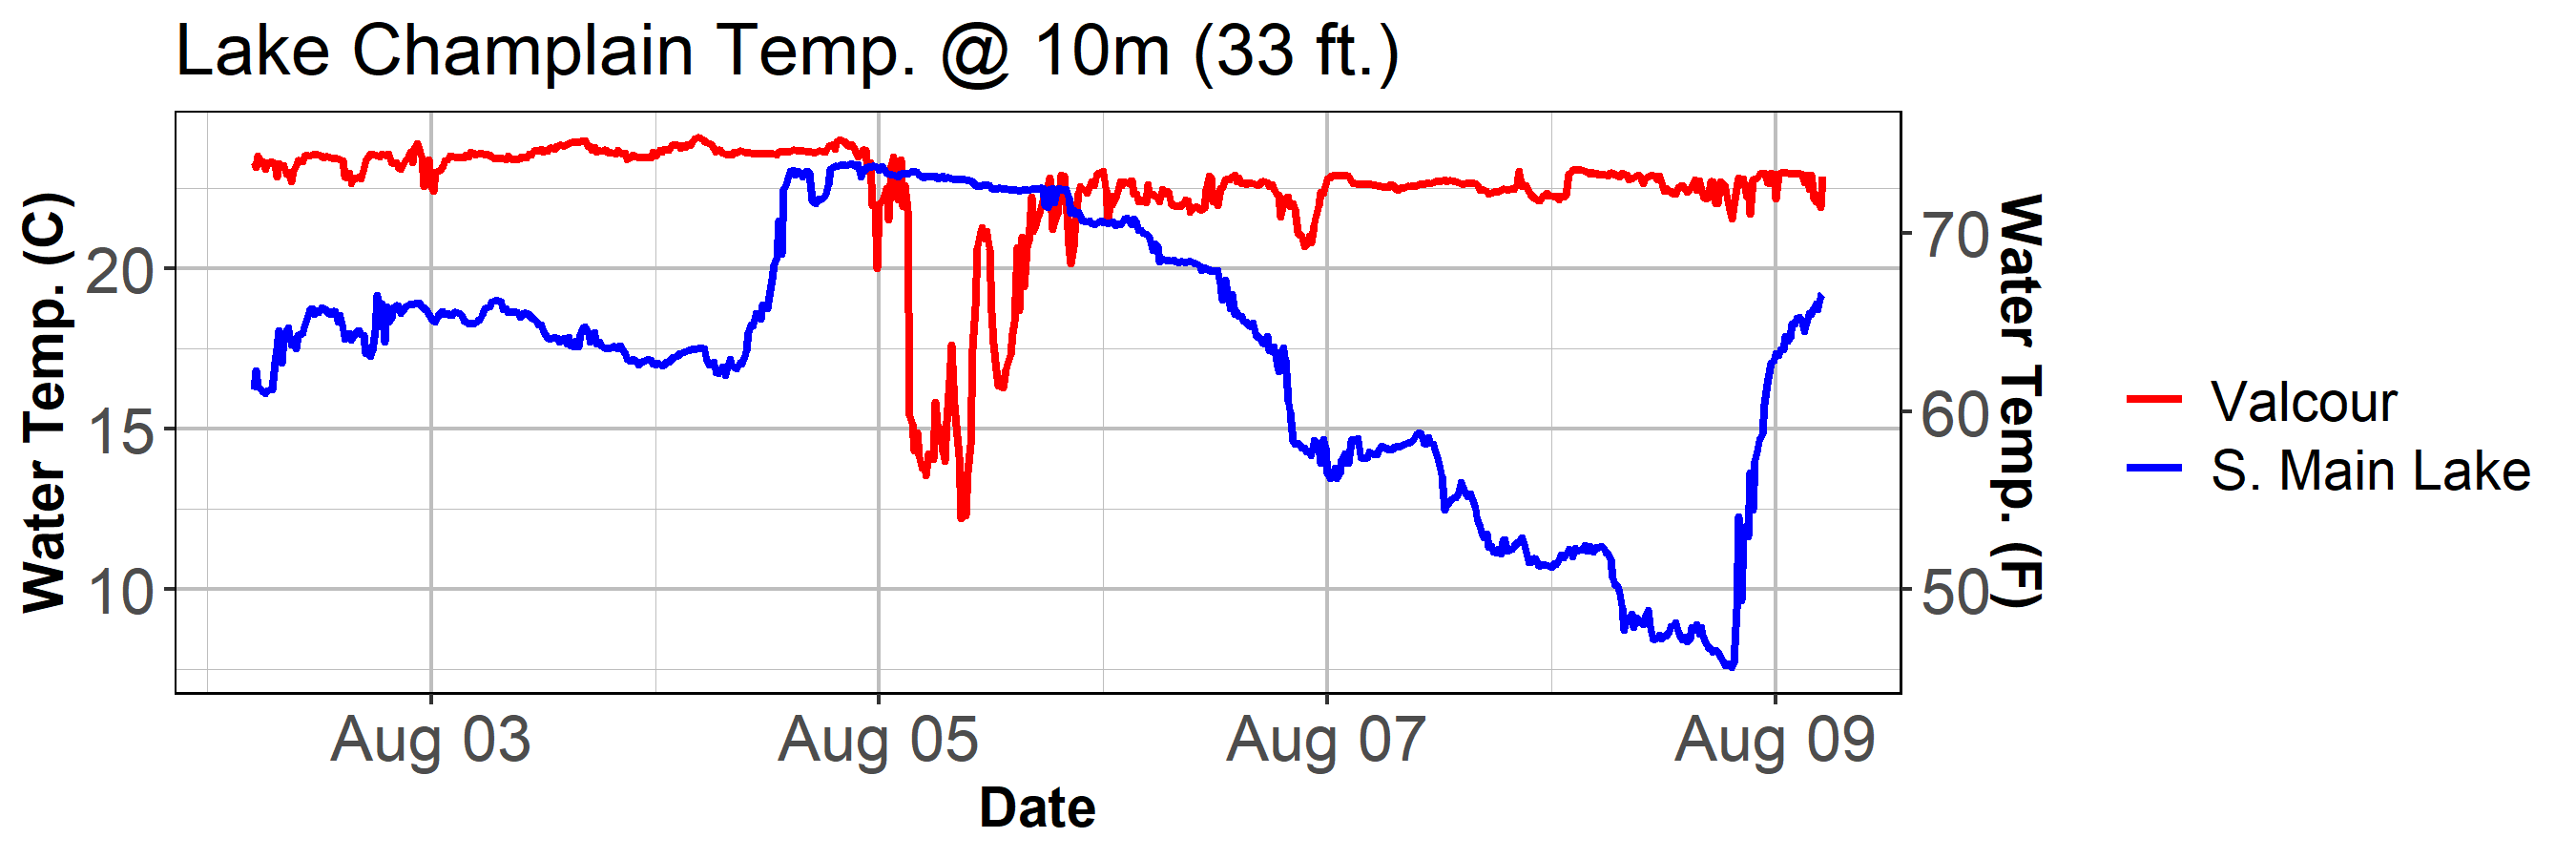 Lake Champlain Temp. @ 10m (33 ft.)
Water Temp. (C)
20
15
10
70
60
50
Water Temp. (F)
Aug 03
Aug 05
Aug 07
Aug 09
Date
Valcour
S. Main Lake